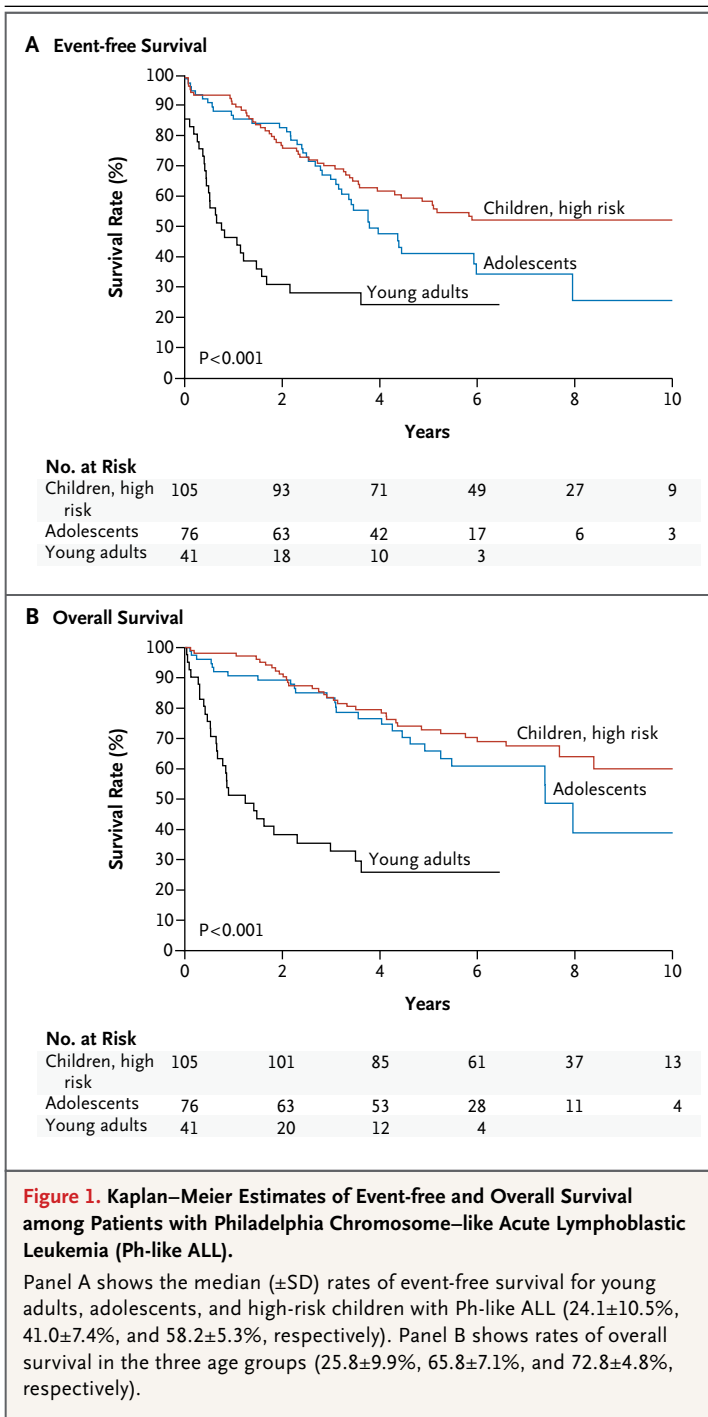 A Event-free Survival
100
90
80
70
60
50
40
30
20
10
0
Survival Rate (%)
Children, high risk
Adolescents
Young adults
P<0.001
0 2 4 6 8 10
Years
No. at Risk
Children, high risk 105 93 71 49 27 9
Adolescents 76 63 42 17 6 3
Young adults 41 18 10 3
B Overall Survival
100
90
80
70
60
50
40
30
20
10
0
Survival Rate (%)
Children, high risk
Adolescents
Young adults
P<0.001
0 2 4 6 8 10
Years
No. at Risk
Children, high risk 105 101 85 61 37 13
Adolescents 76 63 53 28 11 4
Young adults 41 20 12 4
Figure 1. Kaplan–Meier Estimates of Event-free and Overall Survival
among Patients with Philadelphia Chromosome–like Acute Lymphoblastic
Leukemia (Ph-like ALL).
Panel A shows the median (±SD) rates of event-free survival for young
adults, adolescents, and high-risk children with Ph-like ALL (24.1±10.5%,
41.0±7.4%, and 58.2±5.3%, respectively). Panel B shows rates of overall
survival in the three age groups (25.8±9.9%, 65.8±7.1%, and 72.8±4.8%,
respectively).